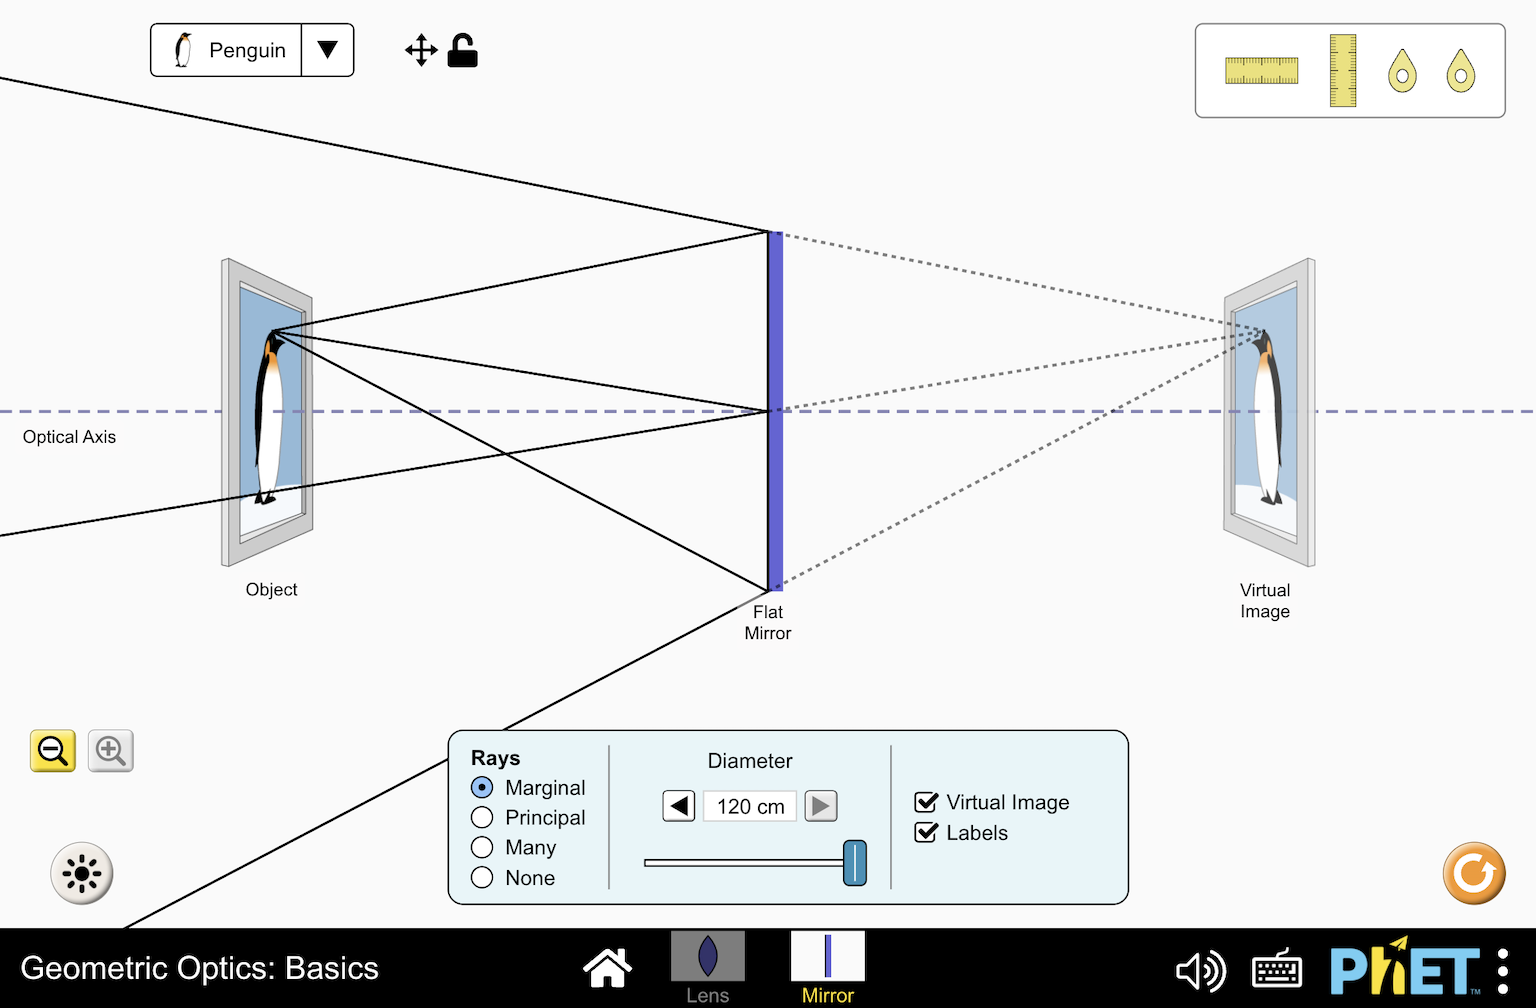 Penguin
Optical Axis
Object
Flat
Mirror
Virtual
Image
Rays
Marginal
Principal
Many
None
Diameter
120 cm
Virtual Image
Labels
Geometric Optics: Basics
Lens
Mirror
PhET™